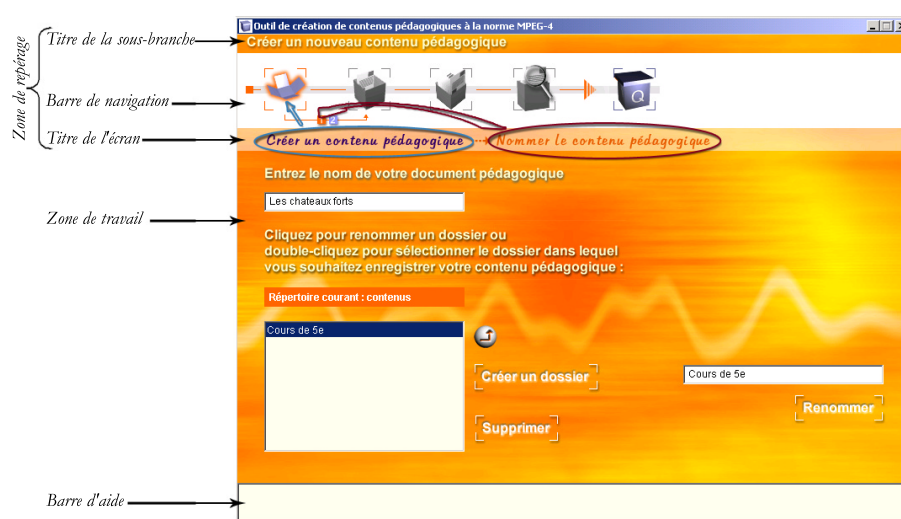 Outil de création de contenus pédagogiques à la norme MPEG-4
Zone de repérage
Titre de la sous-branche
Créer un nouveau contenu pédagogique
Barre de navigation
Q
1 2
Titre de l'écran
Créer un contenu pédagogique
Nommer le contenu pédagogique
Zone de travail
Entrez le nom de votre document pédagogique
Les chateaux forts
Cliquez pour renommer un dossier ou
double-cliquez pour sélectionner le dossier dans lequel
vous souhaitez enregistrer votre contenu pédagogique :
Répertoire courant : contenus
Cours de 5e
Créer un dossier
Cours de 5e
Renommer
Supprimer
Barre d'aide